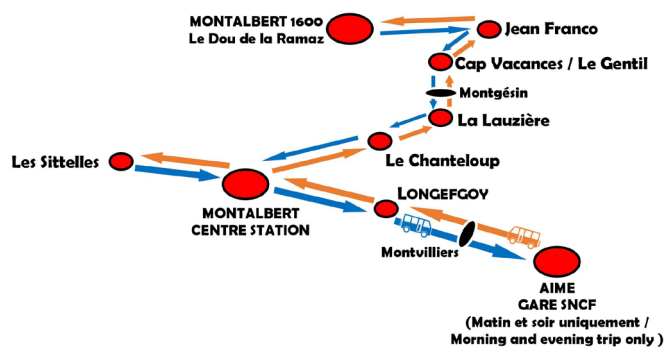 MONTALBERT 1600
Le Dou de la Ramaz
Jean Franco
Cap Vacances / Le Gentil
Montgésin
La Lauzière
Le Chanteloup
Les Sittelles
MONTALBERT
CENTRE STATION
LONGEFGOY
Montvilliers
AIME
GARE SNCF
(Matin et soir uniquement /
Morning and evening trip only )